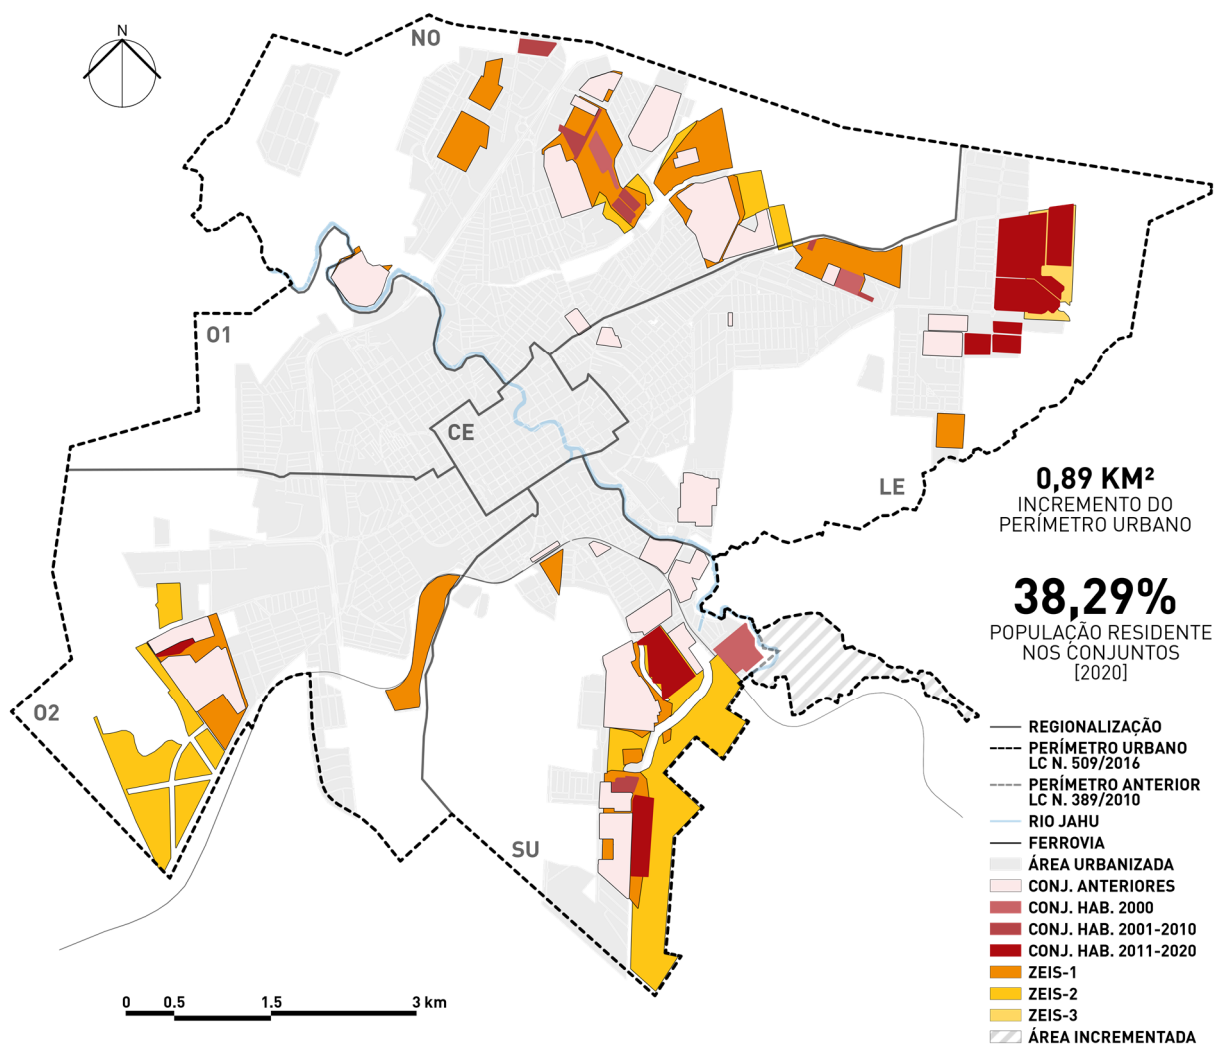 N
NO
O1
CE
LE
O2
SU
0,89 KM²
INCREMENTO DO
PERÍMETRO URBANO
38,29%
POPULAÇÃO RESIDENTE
NOS CONJUNTOS
[2020]
REGIONALIZAÇÃO
PERÍMETRO URBANO
LC N. 509/2016
PERÍMETRO ANTERIOR
LC N. 389/2010
RIO JAHU
FERROVIA
ÁREA URBANIZADA
CONJ. ANTERIORES
CONJ. HAB. 2000
CONJ. HAB. 2001-2010
CONJ. HAB. 2011-2020
ZEIS-1
ZEIS-2
ZEIS-3
ÁREA INCREMENTADA
0 0.5 1.5 3 km